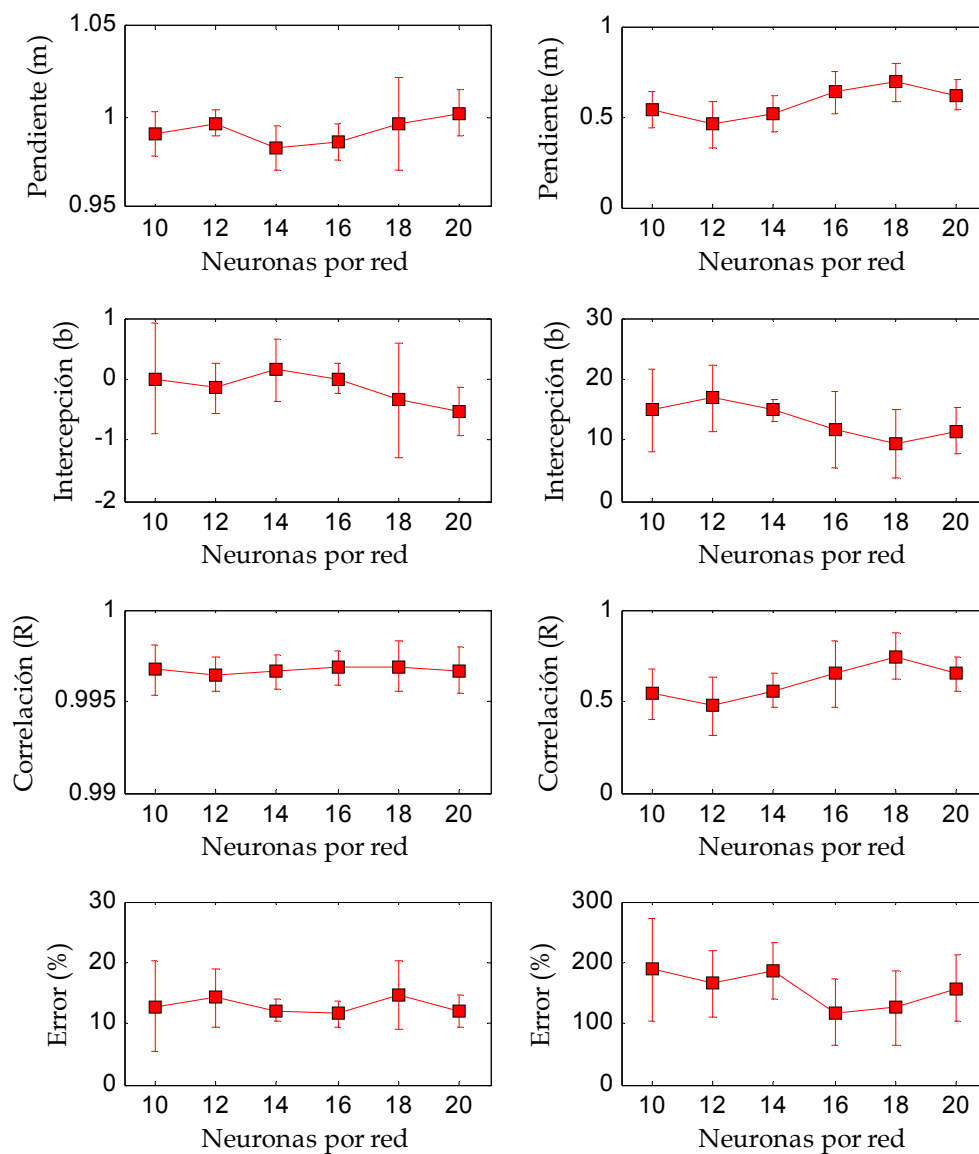 Pendiente (m)
1.05
1
0.95
10 12 14 16 18 20
Neuronas por red
Pendiente (m)
1
0.5
0
10 12 14 16 18 20
Neuronas por red
Intercepción (b)
1
0
-1
-2
10 12 14 16 18 20
Neuronas por red
Intercepción (b)
30
20
10
0
10 12 14 16 18 20
Neuronas por red
Correlación (R)
1
0.995
0.99
10 12 14 16 18 20
Neuronas por red
Correlación (R)
1
0.5
0
10 12 14 16 18 20
Neuronas por red
Error (%)
30
20
10
0
10 12 14 16 18 20
Neuronas por red
Error (%)
300
200
100
0
10 12 14 16 18 20
Neuronas por red